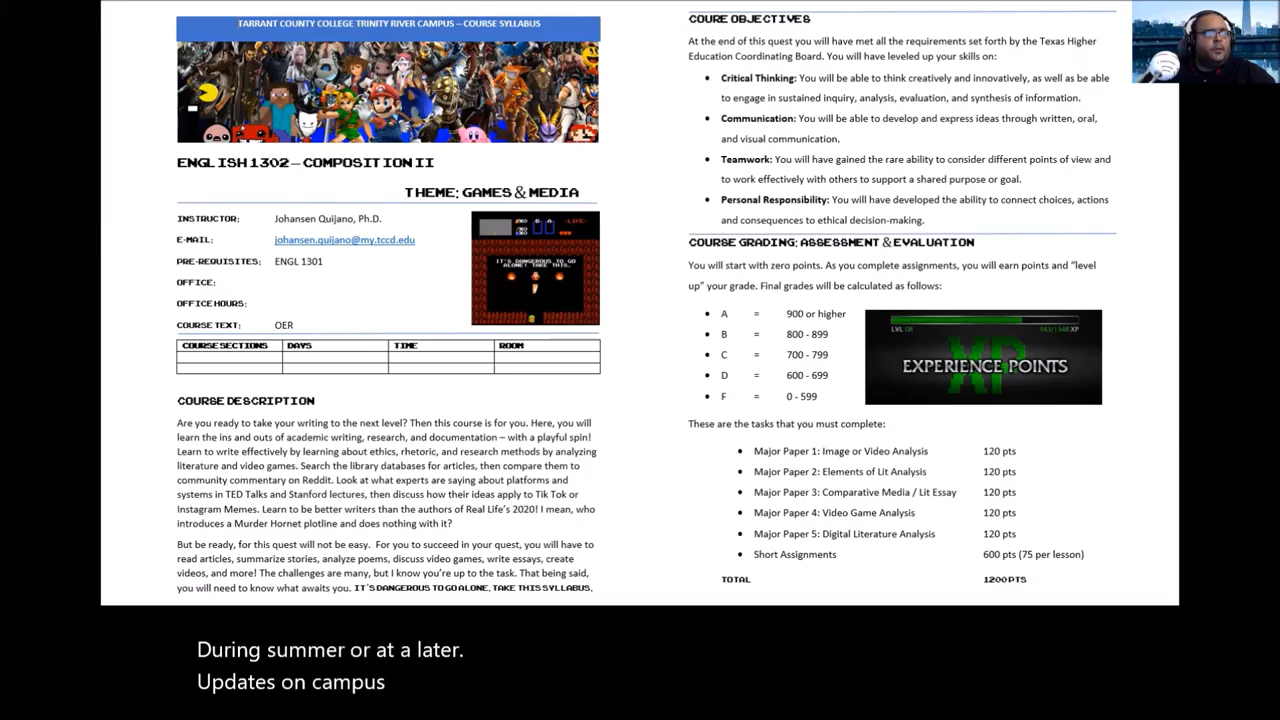 TARRANT COUNTY COLLEGE TRINITY RIVER CAMPUS – COURSE SYLLABUS
ENGLISH 1302 – COMPOSITION II
THEME: GAMES & MEDIA
INSTRUCTOR: Johansen Quijano, Ph.D.
E-MAIL: johansen.quijano@my.tccd.edu
PRE-REQUISITES: ENGL 1301
OFFICE:
OFFICE HOURS:
COURSE TEXT: OER
-LIFE-
B A
IT'S DANGEROUS TO GO
ALONE! TAKE THIS.
COURSE SECTIONS DAYS TIME ROOM
COURSE DESCRIPTION
Are you ready to take your writing to the next level? Then this course is for you. Here, you will
learn the ins and outs of academic writing, research, and documentation – with a playful spin!
Learn to write effectively by learning about ethics, rhetoric, and research methods by analyzing
literature and video games. Search the library databases for articles, then compare them to
community commentary on Reddit. Look at what experts are saying about platforms and
systems in TED Talks and Stanford lectures, then discuss how their ideas apply to Tik Tok or
Instagram Memes. Learn to be better writers than the authors of Real Life's 2020! I mean, who
introduces a Murder Hornet plotline and does nothing with it?
But be ready, for this quest will not be easy. For you to succeed in your quest, you will have to
read articles, summarize stories, analyze poems, discuss video games, write essays, create
videos, and more! The challenges are many, but I know you're up to the task. That being said,
you will need to know what awaits you. IT'S DANGEROUS TO GO ALONE, TAKE THIS SYLLABUS.
COURE OBJECTIVES
At the end of this quest you will have met all the requirements set forth by the Texas Higher
Education Coordinating Board. You will have leveled up your skills on:
• Critical Thinking: You will be able to think creatively and innovatively, as well as be able
to engage in sustained inquiry, analysis, evaluation, and synthesis of information.
• Communication: You will be able to develop and express ideas through written, oral,
and visual communication.
• Teamwork: You will have gained the rare ability to consider different points of view and
to work effectively with others to support a shared purpose or goal.
• Personal Responsibility: You will have developed the ability to connect choices, actions
and consequences to ethical decision-making.
COURSE GRADING: ASSESSMENT & EVALUATION
You will start with zero points. As you complete assignments, you will earn points and "level
up" your grade. Final grades will be calculated as follows:
• A = 900 or higher
• B = 800 - 899
• C = 700 - 799
• D = 600 - 699
• F = 0 - 599
LVL 08 943/1348 XP
XP
EXPERIENCE POINTS
These are the tasks that you must complete:
• Major Paper 1: Image or Video Analysis 120 pts
• Major Paper 2: Elements of Lit Analysis 120 pts
• Major Paper 3: Comparative Media / Lit Essay 120 pts
• Major Paper 4: Video Game Analysis 120 pts
• Major Paper 5: Digital Literature Analysis 120 pts
• Short Assignments 600 pts (75 per lesson)
TOTAL 1200 PTS
During summer or at a later.
Updates on campus